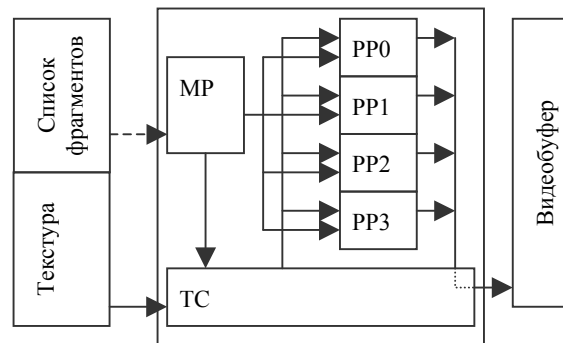 Список
фрагментов
Текстура
MP
PP0
PP1
PP2
PP3
TC
Видеобуфер